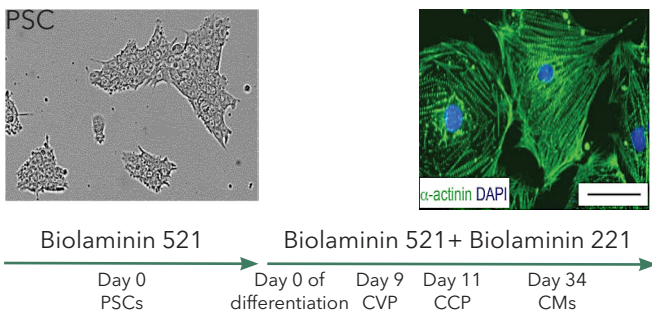 PSC
α-actinin DAPI
Biolaminin 521
Biolaminin 521+ Biolaminin 221
Day 0
PSCs
Day 0 of
differentiation
Day 9
CVP
Day 11
CCP
Day 34
CMs